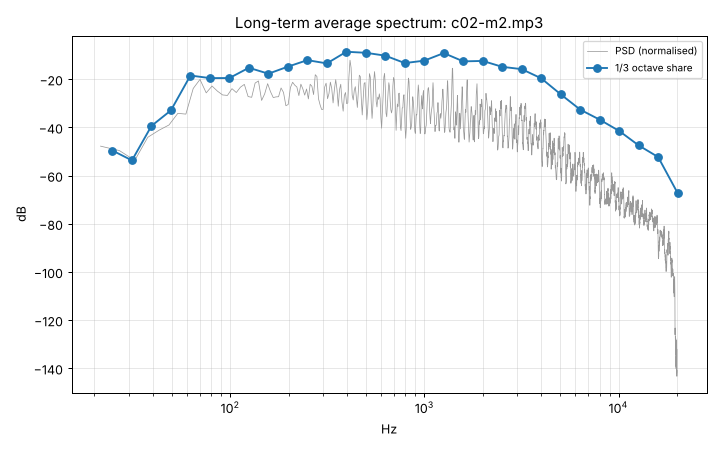 Long-term average spectrum: c02-m2.mp3
PSD (normalised)
1/3 octave share
dB
−20
−40
−60
−80
−100
−120
−140
10² 10³ 10⁴
Hz